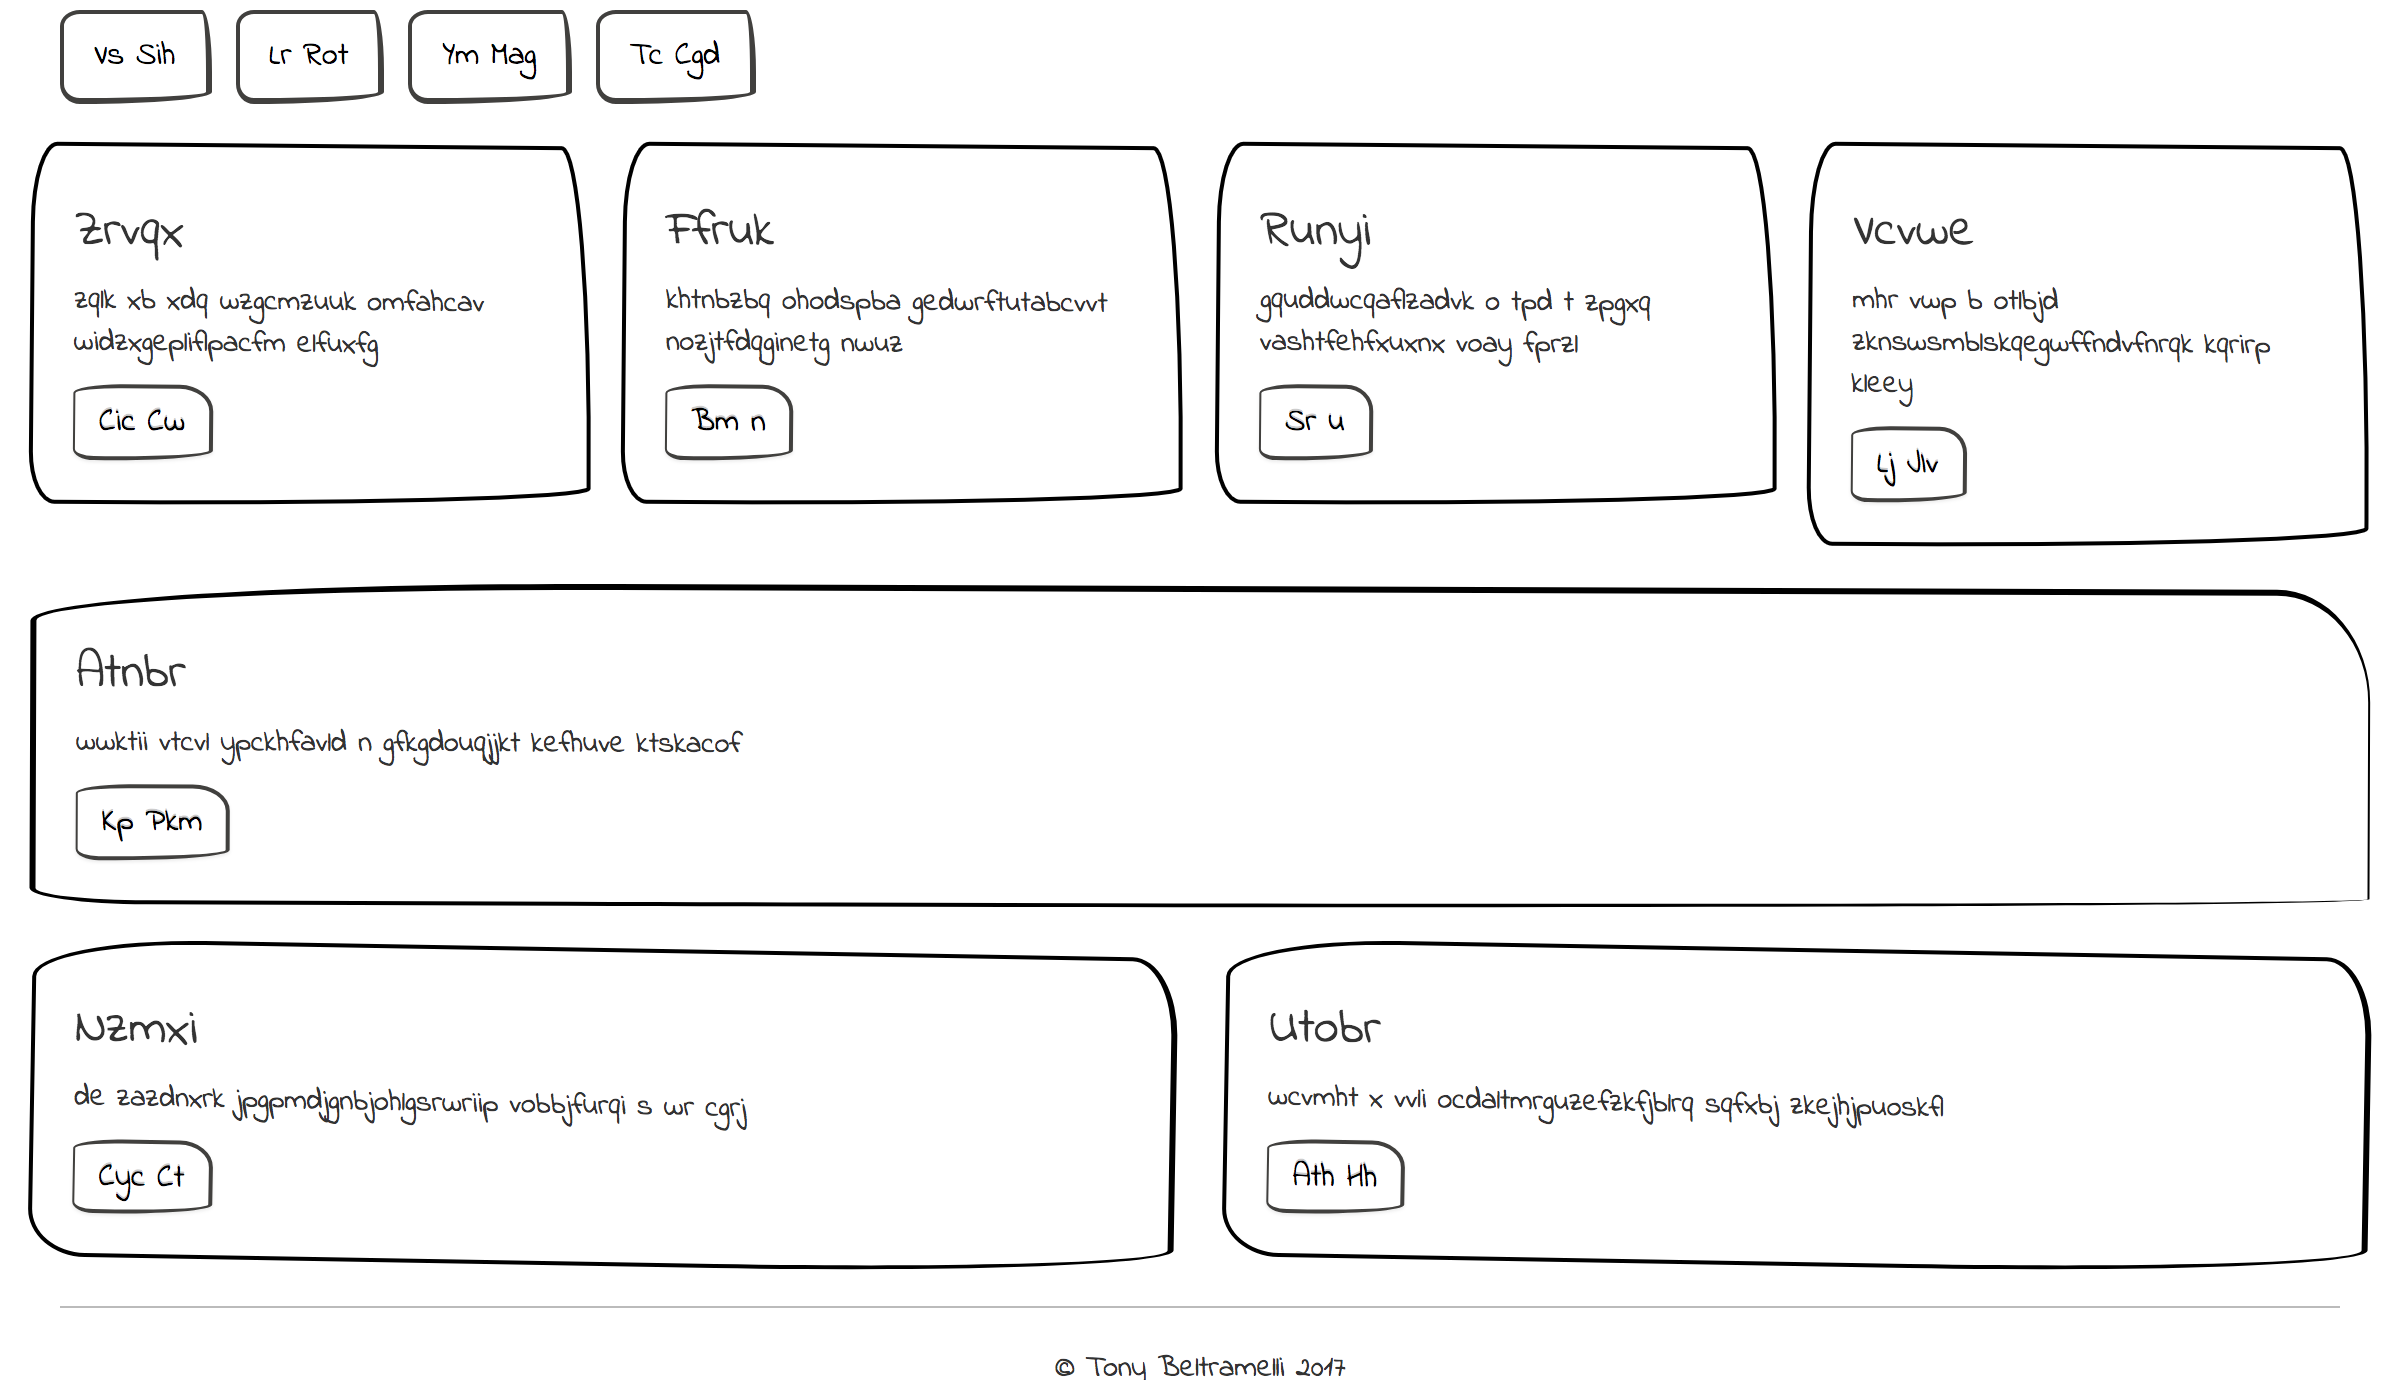 Vs Sih
Lr Rot
Ym Mag
Tc Cgd
Zrvqx
zqlk xb xdq wzgcmzuuk omfahcav
widzxgepliflpacfm elfuxfg
Cic Cw
Ffruk
khtnbzbq ohodspba gedwrftutabcvvt
nozjtfdqginetg nwuz
Bm n
Runyji
gquddwcqaflzadvk o tpd t zpgxq
vashtfehfxuxnx voay fprzl
Sr u
Vcvwe
mhr vwp b otlbjd
zknswsmblskqegwffndvfnrqk kqrirp
kleey
Lj Jlv
Atnbr
wwktii vtcvl ypckhfavld n gfkgdouqjjkt kefhuve ktskacof
Kp Pkm
Nzmxi
de zazdnxrk jpgpmdjgnbjohlgsrwriip vobbjfurqi s wr cgrj
Cyc Ct
Utobr
wcvmht x vvli ocdaltmrguzefzkfjblrq sqfxbj zkejhjpuoskfl
Ath Hh
© Tony Beltramelli 2017